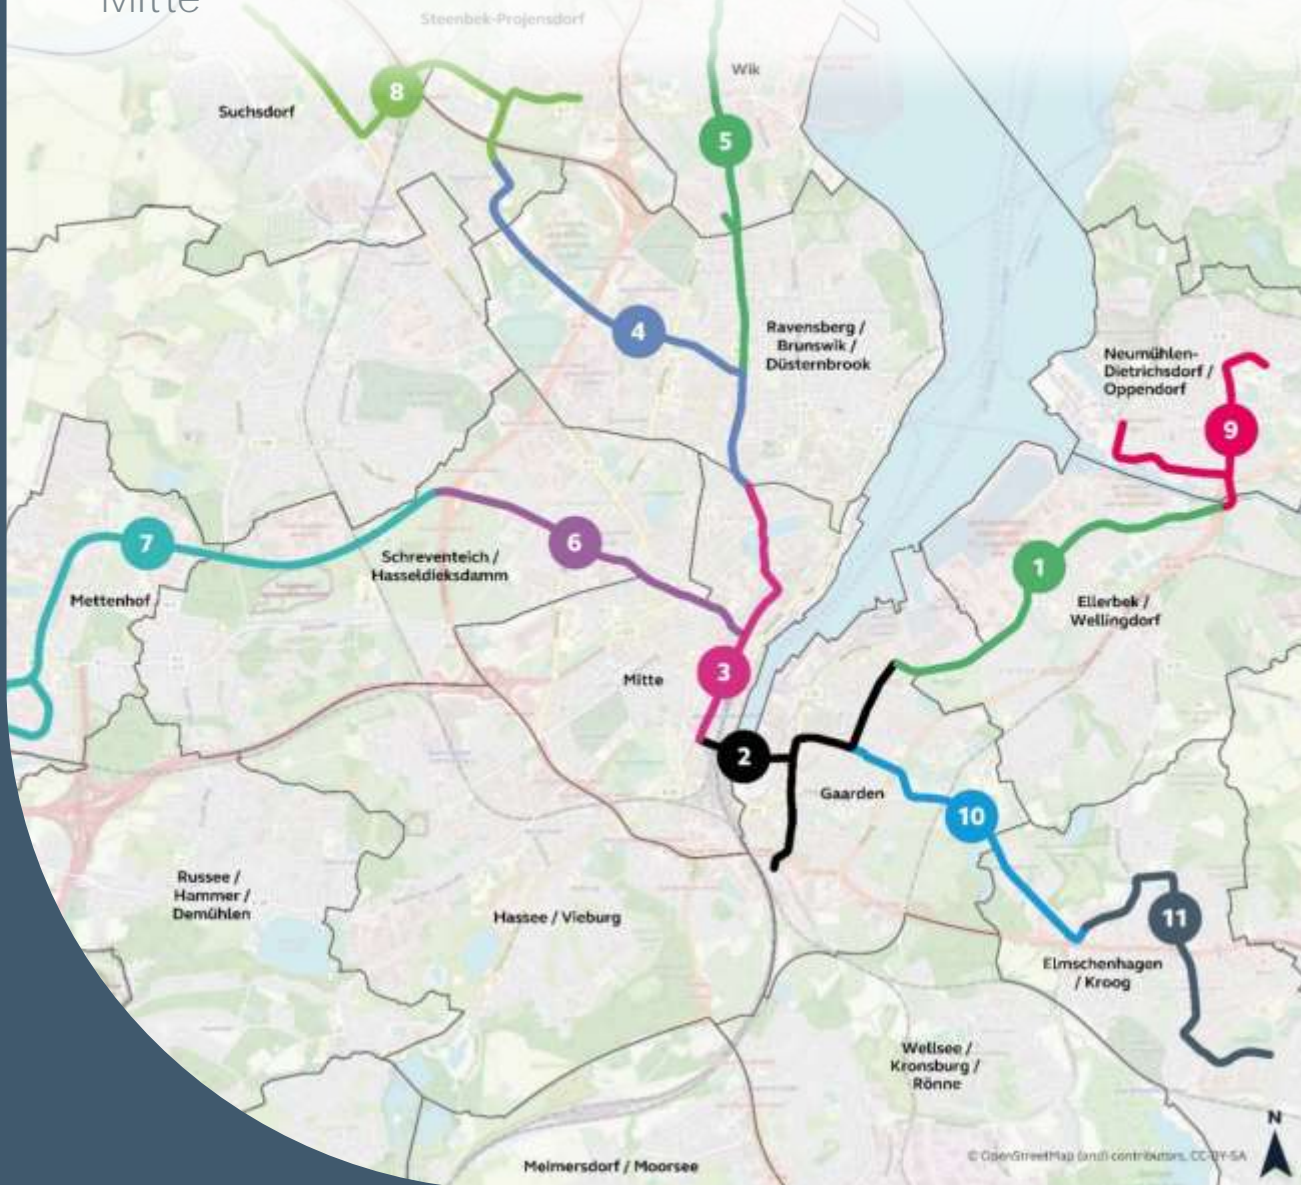 Mitte
Steenbek-Projensdorf
8
Wik
Suchsdorf
5
4
Ravensberg /
Brunswik /
Düsternbrook
Neumühlen-
Dietrichsdorf /
Oppendorf
9
7
6
Schreventeich /
Hasseldieksdamm
1
Mettenhof
Ellerbek /
Wellingdorf
3
Mitte
2
Gaarden
10
Russee /
Hammer /
Demühlen
Hassee / Vieburg
11
Elmschenhagen
/ Kroog
Wellsee /
Kronsburg /
Rönne
N
© OpenStreetMap (and) contributors, CC-BY-SA
Meimersdorf / Moorsee